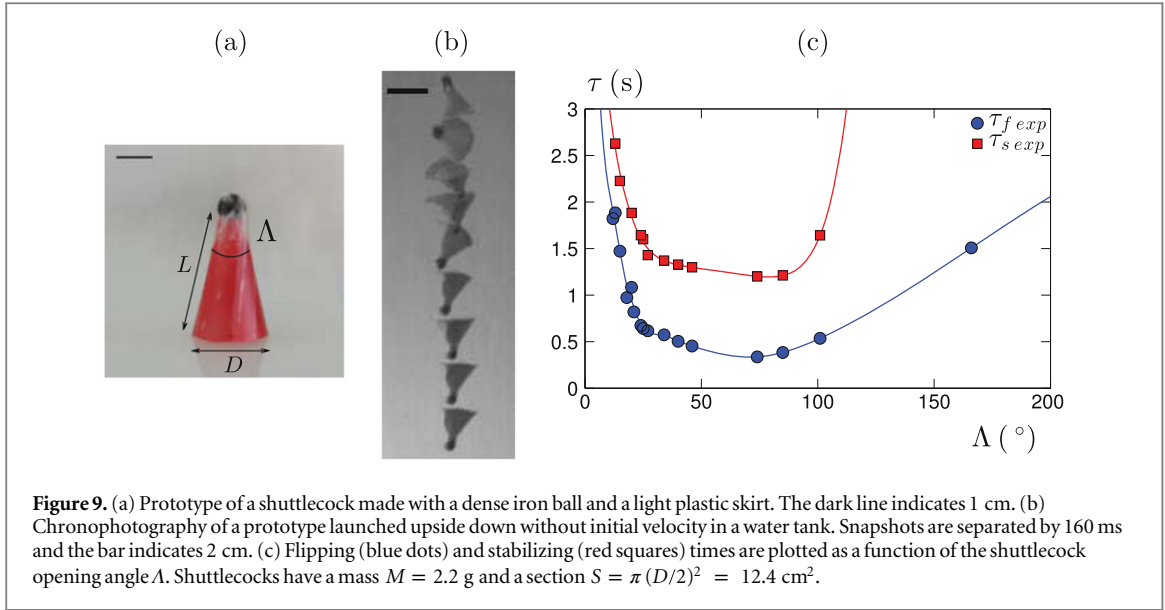 (a)
(b)
(c)
L
Λ
D
τ (s)
3
2.5
2
1.5
1
0.5
0
0
50
100
150
200
τf exp
τs exp
Λ ( °)
Figure 9. (a) Prototype of a shuttlecock made with a dense iron ball and a light plastic skirt. The dark line indicates 1 cm. (b)
Chronophotography of a prototype launched upside down without initial velocity in a water tank. Snapshots are separated by 160 ms
and the bar indicates 2 cm. (c) Flipping (blue dots) and stabilizing (red squares) times are plotted as a function of the shuttlecock
opening angle Λ. Shuttlecocks have a mass M = 2.2 g and a section S = π (D/2)² = 12.4 cm².